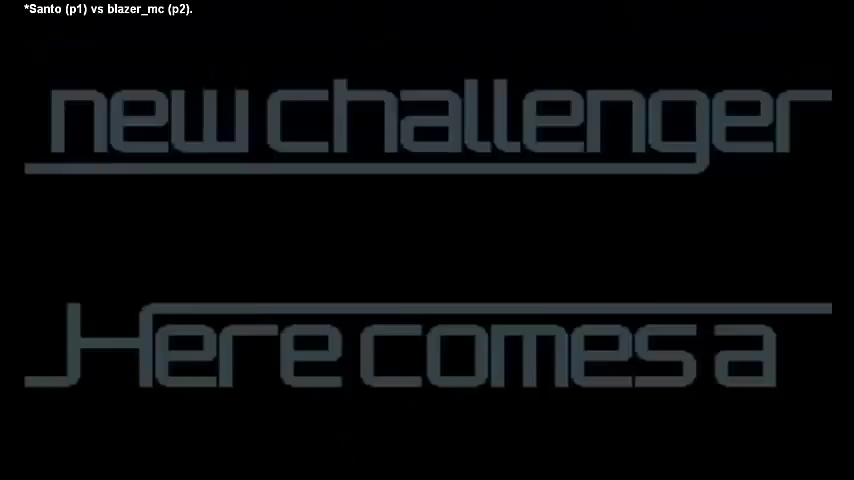 *Santo (p1) vs blazer_mc (p2).
new challenger
Here comes a